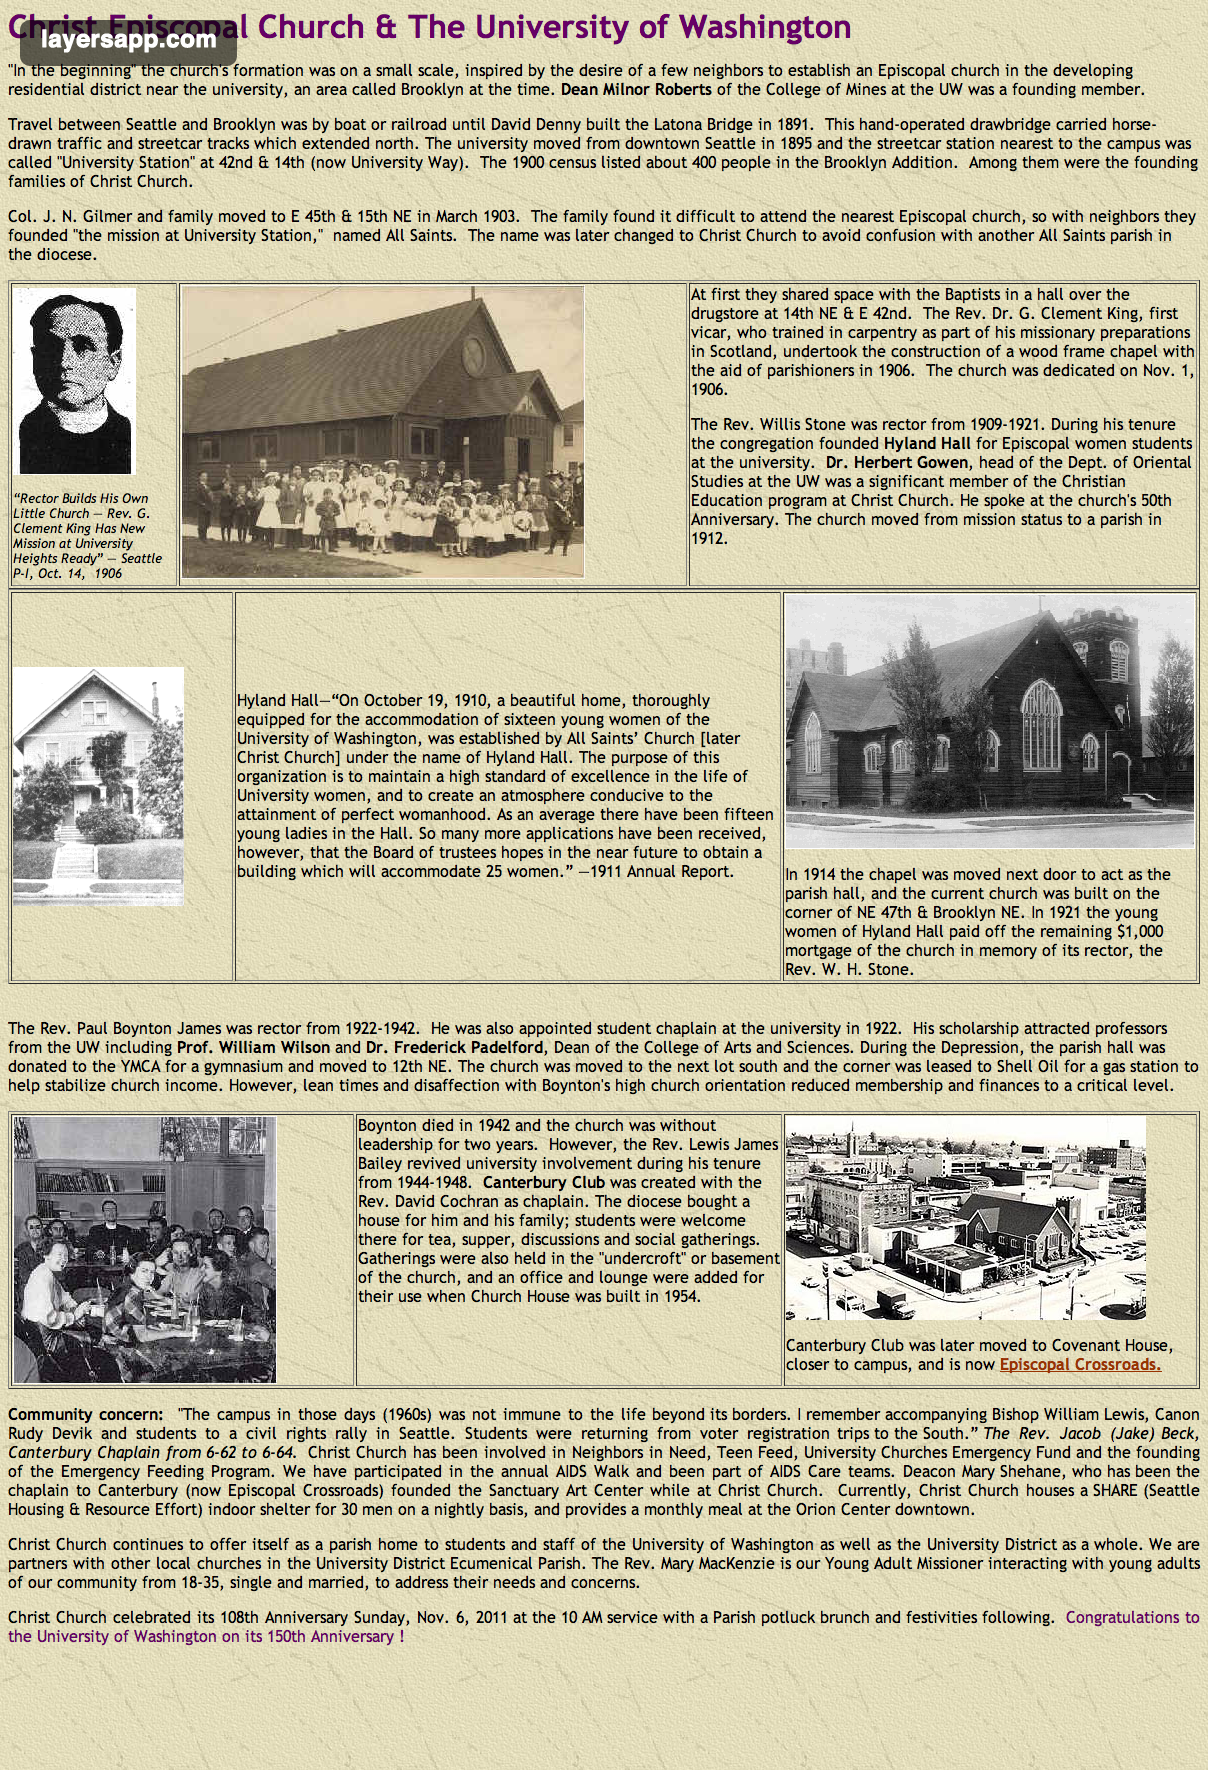 Christ Episcopal Church & The University of Washington
layersapp.com
"In the beginning" the church's formation was on a small scale, inspired by the desire of a few neighbors to establish an Episcopal church in the developing
residential district near the university, an area called Brooklyn at the time. Dean Milnor Roberts of the College of Mines at the UW was a founding member.
Travel between Seattle and Brooklyn was by boat or railroad until David Denny built the Latona Bridge in 1891. This hand-operated drawbridge carried horse-
drawn traffic and streetcar tracks which extended north. The university moved from downtown Seattle in 1895 and the streetcar station nearest to the campus was
called "University Station" at 42nd & 14th (now University Way). The 1900 census listed about 400 people in the Brooklyn Addition. Among them were the founding
families of Christ Church.
Col. J. N. Gilmer and family moved to E 45th & 15th NE in March 1903. The family found it difficult to attend the nearest Episcopal church, so with neighbors they
founded "the mission at University Station," named All Saints. The name was later changed to Christ Church to avoid confusion with another All Saints parish in
the diocese.
“Rector Builds His Own
Little Church — Rev. G.
Clement King Has New
Mission at University
Heights Ready” — Seattle
P-I, Oct. 14, 1906
At first they shared space with the Baptists in a hall over the
drugstore at 14th NE & E 42nd. The Rev. Dr. G. Clement King, first
vicar, who trained in carpentry as part of his missionary preparations
in Scotland, undertook the construction of a wood frame chapel with
the aid of parishioners in 1906. The church was dedicated on Nov. 1,
1906.
The Rev. Willis Stone was rector from 1909-1921. During his tenure
the congregation founded Hyland Hall for Episcopal women students
at the university. Dr. Herbert Gowen, head of the Dept. of Oriental
Studies at the UW was a significant member of the Christian
Education program at Christ Church. He spoke at the church's 50th
Anniversary. The church moved from mission status to a parish in
1912.
Hyland Hall—“On October 19, 1910, a beautiful home, thoroughly
equipped for the accommodation of sixteen young women of the
University of Washington, was established by All Saints’ Church [later
Christ Church] under the name of Hyland Hall. The purpose of this
organization is to maintain a high standard of excellence in the life of
University women, and to create an atmosphere conducive to the
attainment of perfect womanhood. As an average there have been fifteen
young ladies in the Hall. So many more applications have been received,
however, that the Board of trustees hopes in the near future to obtain a
building which will accommodate 25 women.” —1911 Annual Report.
In 1914 the chapel was moved next door to act as the
parish hall, and the current church was built on the
corner of NE 47th & Brooklyn NE. In 1921 the young
women of Hyland Hall paid off the remaining $1,000
mortgage of the church in memory of its rector, the
Rev. W. H. Stone.
The Rev. Paul Boynton James was rector from 1922-1942. He was also appointed student chaplain at the university in 1922. His scholarship attracted professors
from the UW including Prof. William Wilson and Dr. Frederick Padelford, Dean of the College of Arts and Sciences. During the Depression, the parish hall was
donated to the YMCA for a gymnasium and moved to 12th NE. The church was moved to the next lot south and the corner was leased to Shell Oil for a gas station to
help stabilize church income. However, lean times and disaffection with Boynton's high church orientation reduced membership and finances to a critical level.
Boynton died in 1942 and the church was without
leadership for two years. However, the Rev. Lewis James
Bailey revived university involvement during his tenure
from 1944-1948. Canterbury Club was created with the
Rev. David Cochran as chaplain. The diocese bought a
house for him and his family; students were welcome
there for tea, supper, discussions and social gatherings.
Gatherings were also held in the "undercroft" or basement
of the church, and an office and lounge were added for
their use when Church House was built in 1954.
Canterbury Club was later moved to Covenant House,
closer to campus, and is now Episcopal Crossroads.
Community concern: "The campus in those days (1960s) was not immune to the life beyond its borders. I remember accompanying Bishop William Lewis, Canon
Rudy Devik and students to a civil rights rally in Seattle. Students were returning from voter registration trips to the South.” The Rev. Jacob (Jake) Beck,
Canterbury Chaplain from 6-62 to 6-64. Christ Church has been involved in Neighbors in Need, Teen Feed, University Churches Emergency Fund and the founding
of the Emergency Feeding Program. We have participated in the annual AIDS Walk and been part of AIDS Care teams. Deacon Mary Shehane, who has been the
chaplain to Canterbury (now Episcopal Crossroads) founded the Sanctuary Art Center while at Christ Church. Currently, Christ Church houses a SHARE (Seattle
Housing & Resource Effort) indoor shelter for 30 men on a nightly basis, and provides a monthly meal at the Orion Center downtown.
Christ Church continues to offer itself as a parish home to students and staff of the University of Washington as well as the University District as a whole. We are
partners with other local churches in the University District Ecumenical Parish. The Rev. Mary MacKenzie is our Young Adult Missioner interacting with young adults
of our community from 18-35, single and married, to address their needs and concerns.
Christ Church celebrated its 108th Anniversary Sunday, Nov. 6, 2011 at the 10 AM service with a Parish potluck brunch and festivities following. Congratulations to
the University of Washington on its 150th Anniversary !